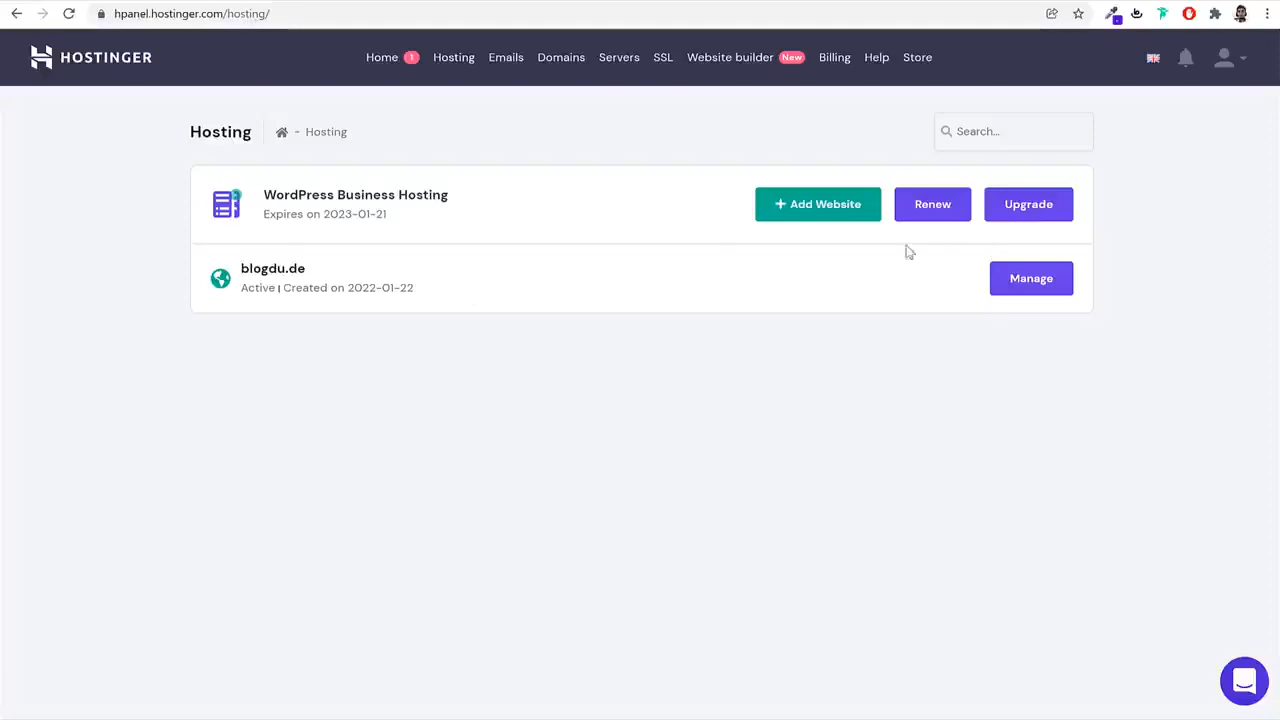 hpanel.hostinger.com/hosting/
HOSTINGER
Home 1 Hosting Emails Domains Servers SSL Website builder New Billing Help Store
Hosting - Hosting
Search...
WordPress Business Hosting
Expires on 2023-01-21
+ Add Website
Renew
Upgrade
blogdu.de
Active | Created on 2022-01-22
Manage